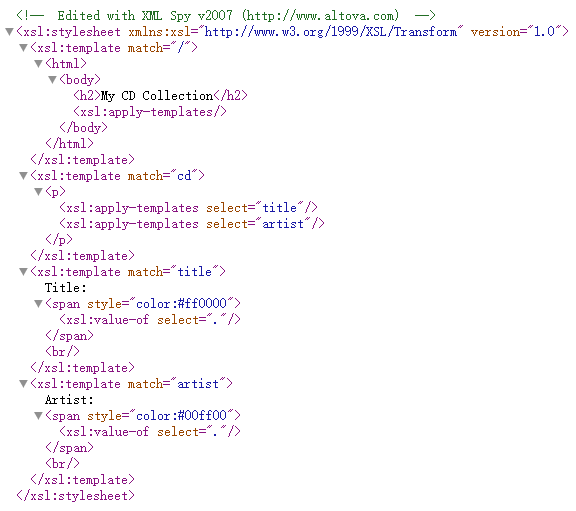 <!-- Edited with XML Spy v2007 (http://www.altova.com) -->
<xsl:stylesheet xmlns:xsl="http://www.w3.org/1999/XSL/Transform" version="1.0">
<xsl:template match="/">
<html>
<body>
<h2>My CD Collection</h2>
<xsl:apply-templates/>
</body>
</html>
</xsl:template>
<xsl:template match="cd">
<p>
<xsl:apply-templates select="title"/>
<xsl:apply-templates select="artist"/>
</p>
</xsl:template>
<xsl:template match="title">
Title:
<span style="color:#ff0000">
<xsl:value-of select="."/>
</span>
<br/>
</xsl:template>
<xsl:template match="artist">
Artist:
<span style="color:#00ff00">
<xsl:value-of select="."/>
</span>
<br/>
</xsl:template>
</xsl:stylesheet>